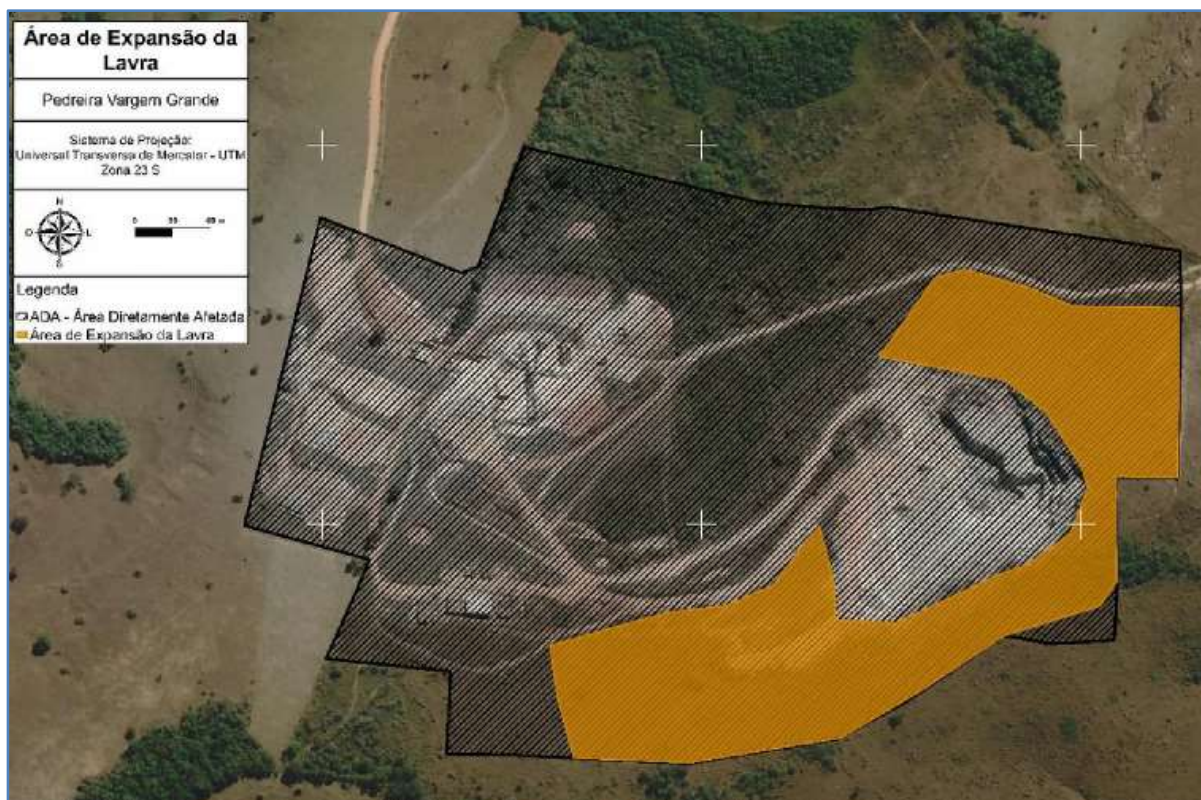 Área de Expansão da
Lavra
Pedreira Vargem Grande
Sistema de Projeção:
Universal Transversa de Mercator - UTM
Zona 23 S
N
O L
S
0
Legenda
ADA - Área Diretamente Afetada
Área de Expansão da Lavra